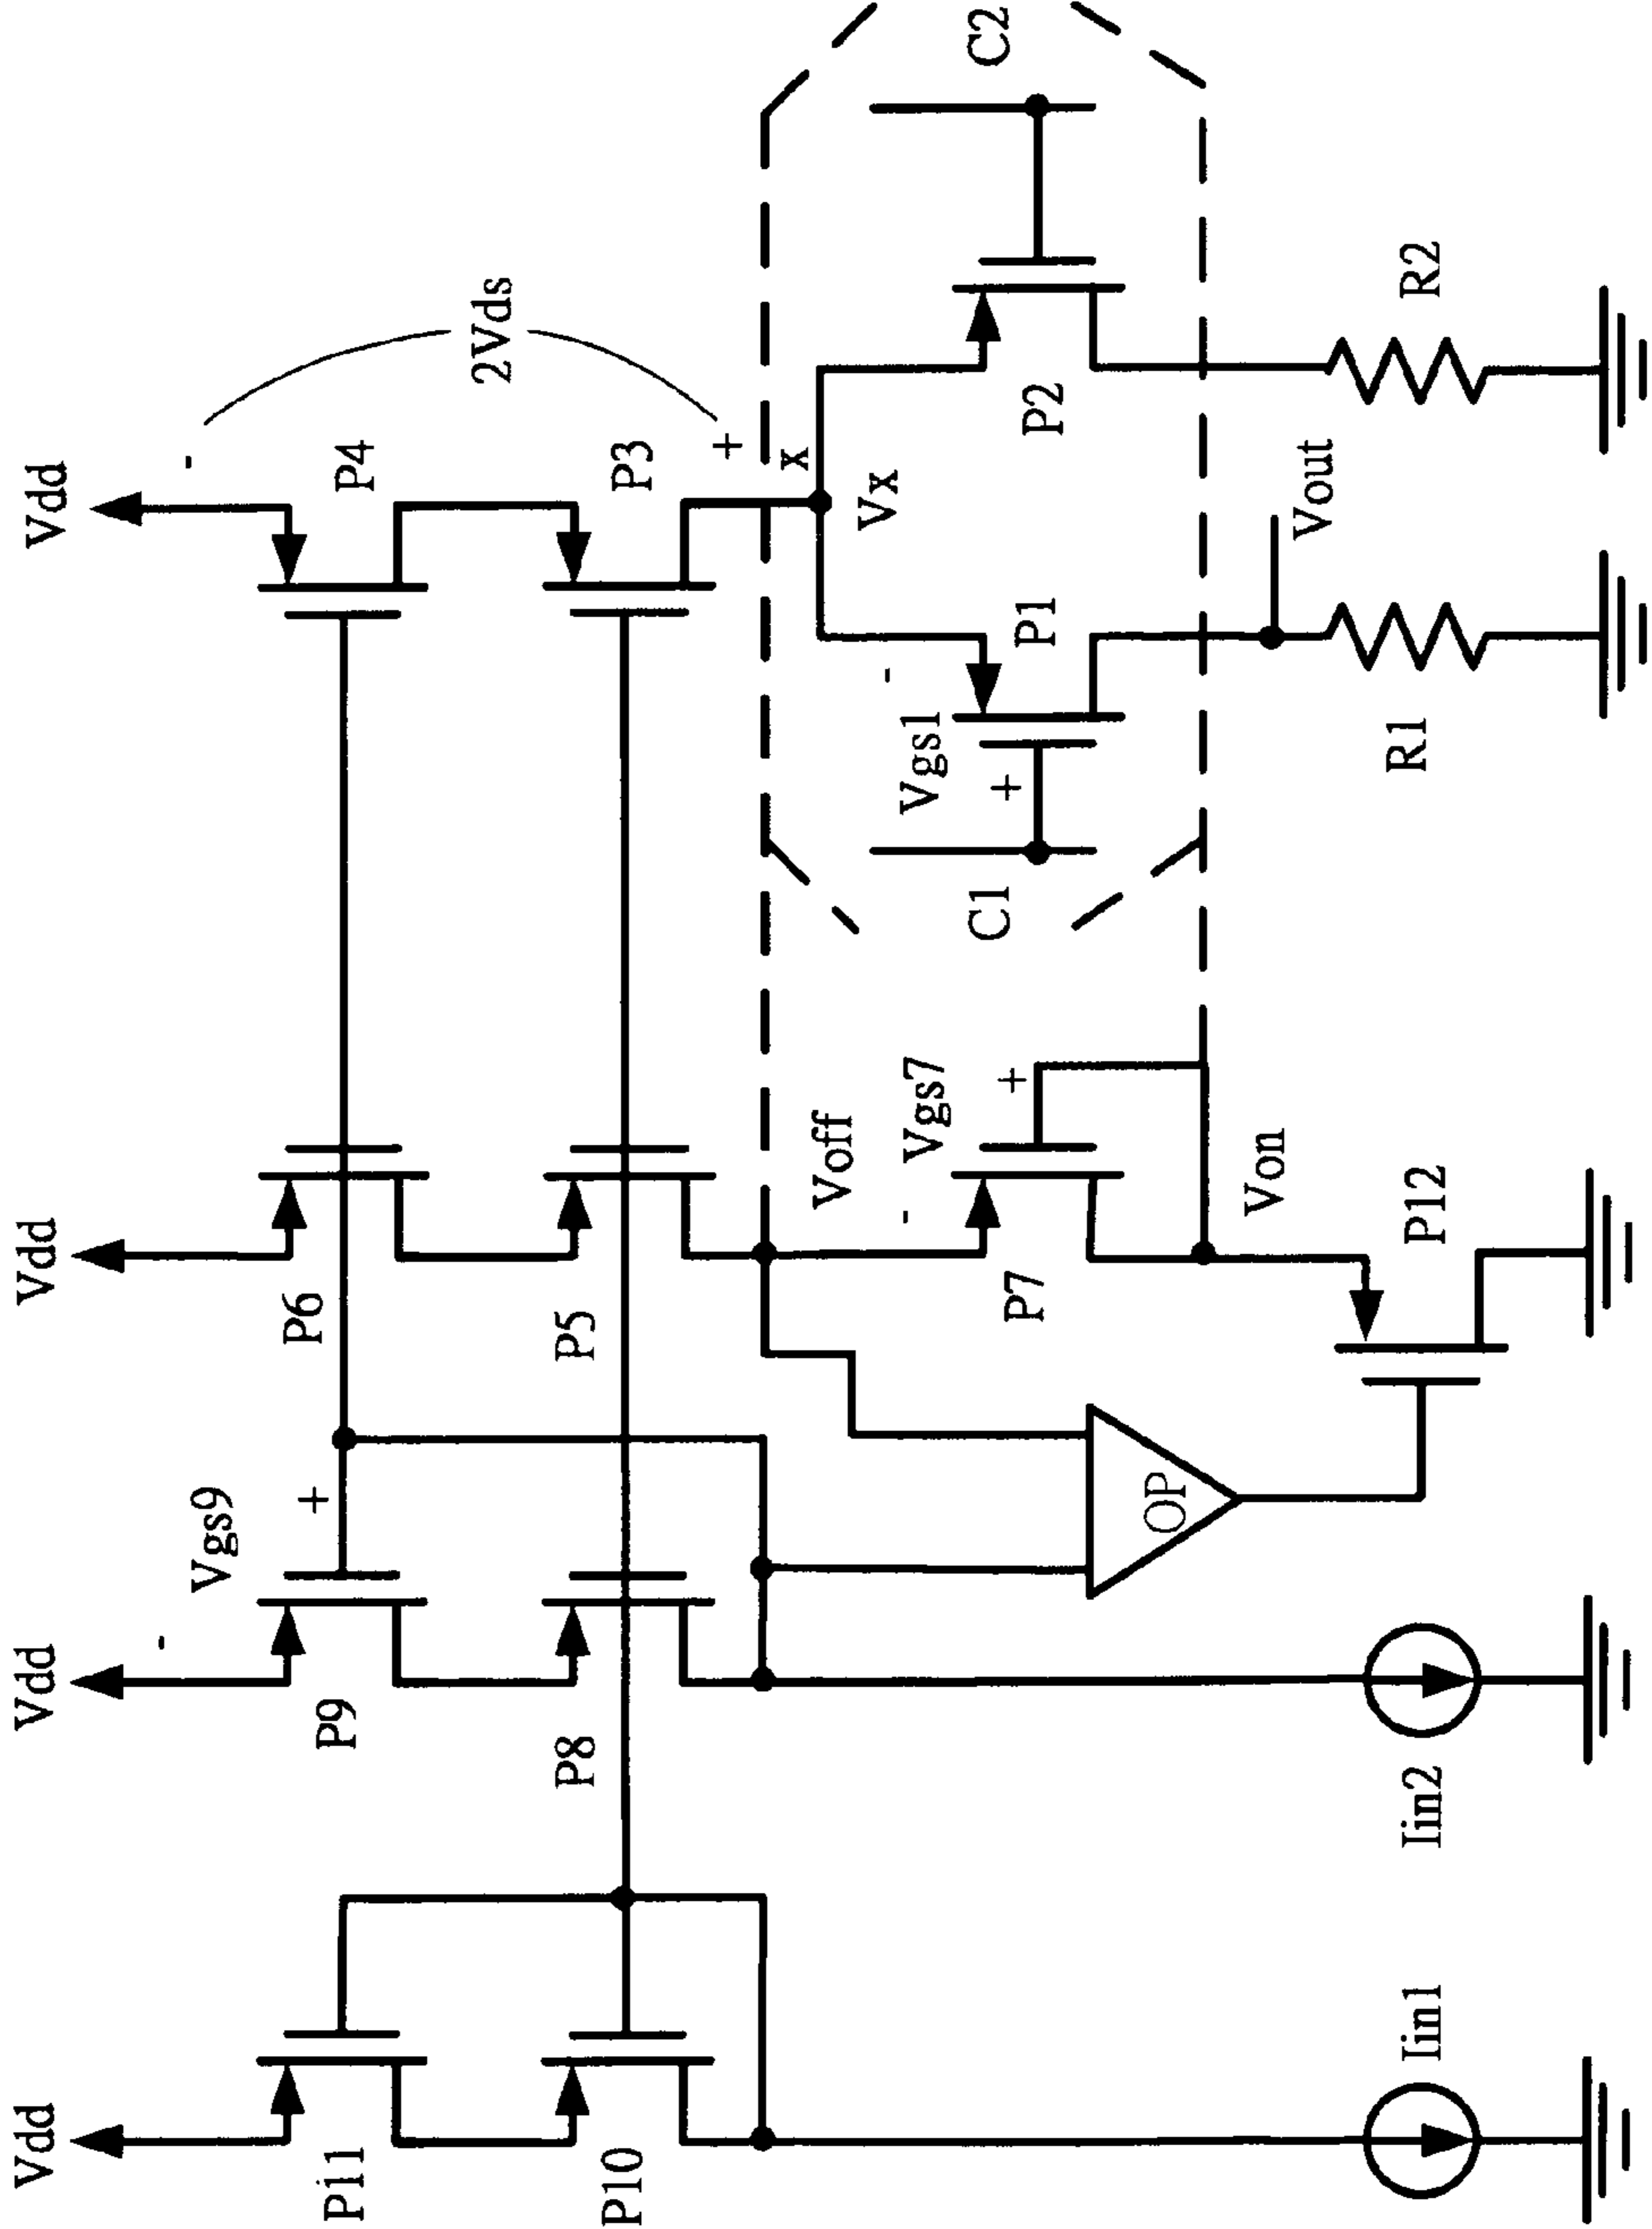 Vdd
Vdd
Vdd
Vdd
-
-
Vgs9
+
2Vds
Pi1
P9
P6
P4
P10
P8
P5
P3
+
x
Voff
Vx
-
Vgs7
+
-
Vgs1
+
P7
C1
P1
P2
C2
OP
Von
Vout
P12
Iin1
Iin2
R1
R2